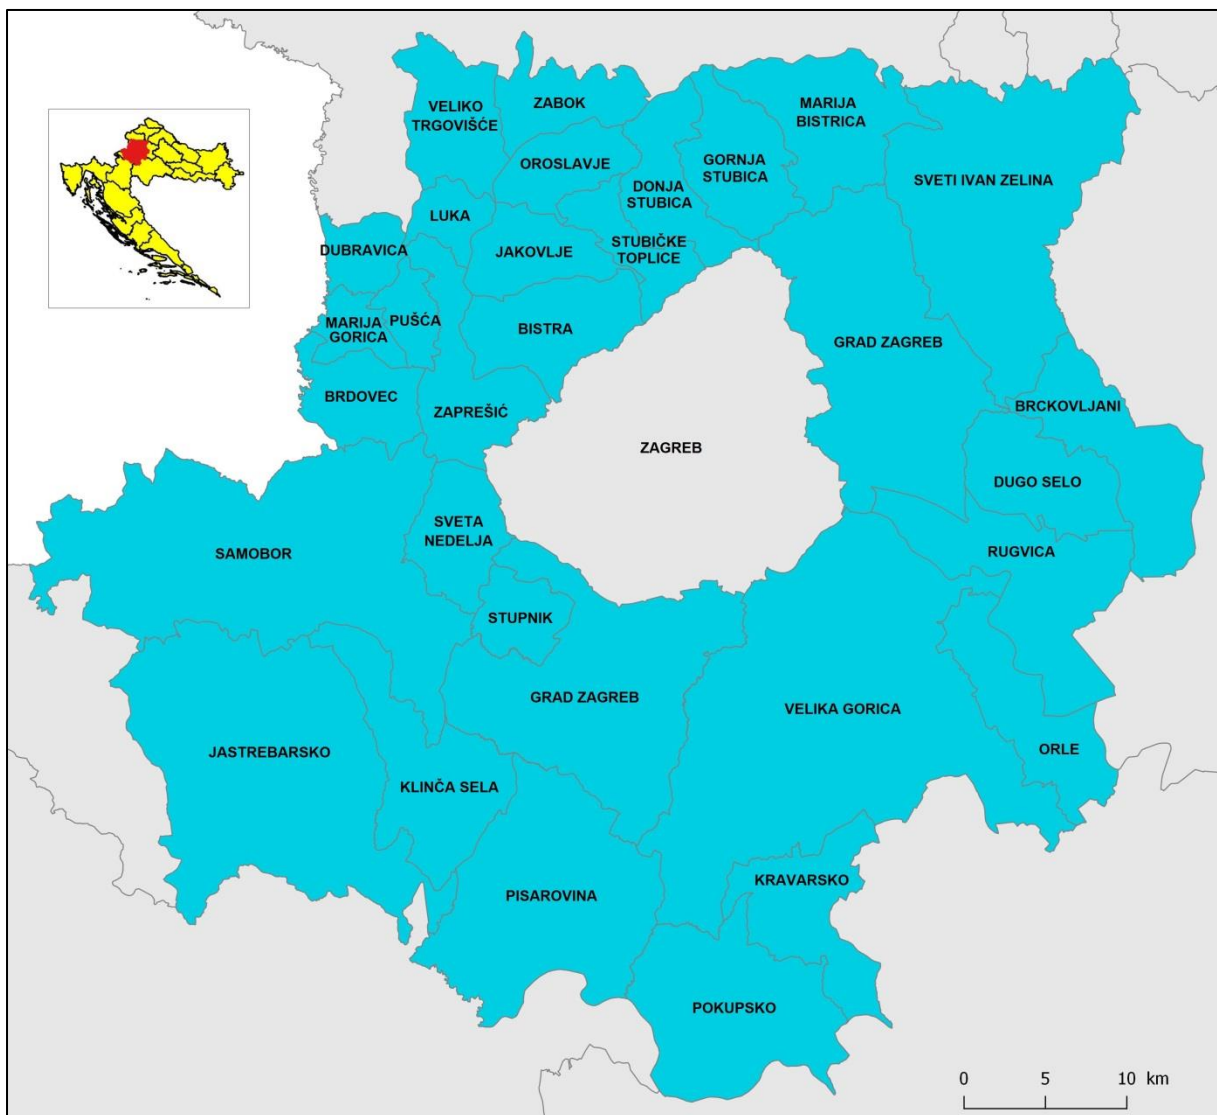 VELIKO
TRGOVIŠĆE
ZABOK
MARIJA
BISTRICA
OROSLAVJE
GORNJA
STUBICA
DONJA
STUBICA
SVETI IVAN ZELINA
LUKA
DUBRAVICA
JAKOVLJE
STUBIČKE
TOPLICE
MARIJA
GORICA
PUŠĆA
BISTRA
GRAD ZAGREB
BRDOVEC
ZAPREŠIĆ
BRCKOVLJANI
ZAGREB
DUGO SELO
SVETA
NEDELJA
SAMOBOR
RUGVICA
STUPNIK
GRAD ZAGREB
VELIKA GORICA
JASTREBARSKO
ORLE
KLINČA SELA
KRAVARSKO
PISAROVINA
POKUPSKO
0 5 10 km